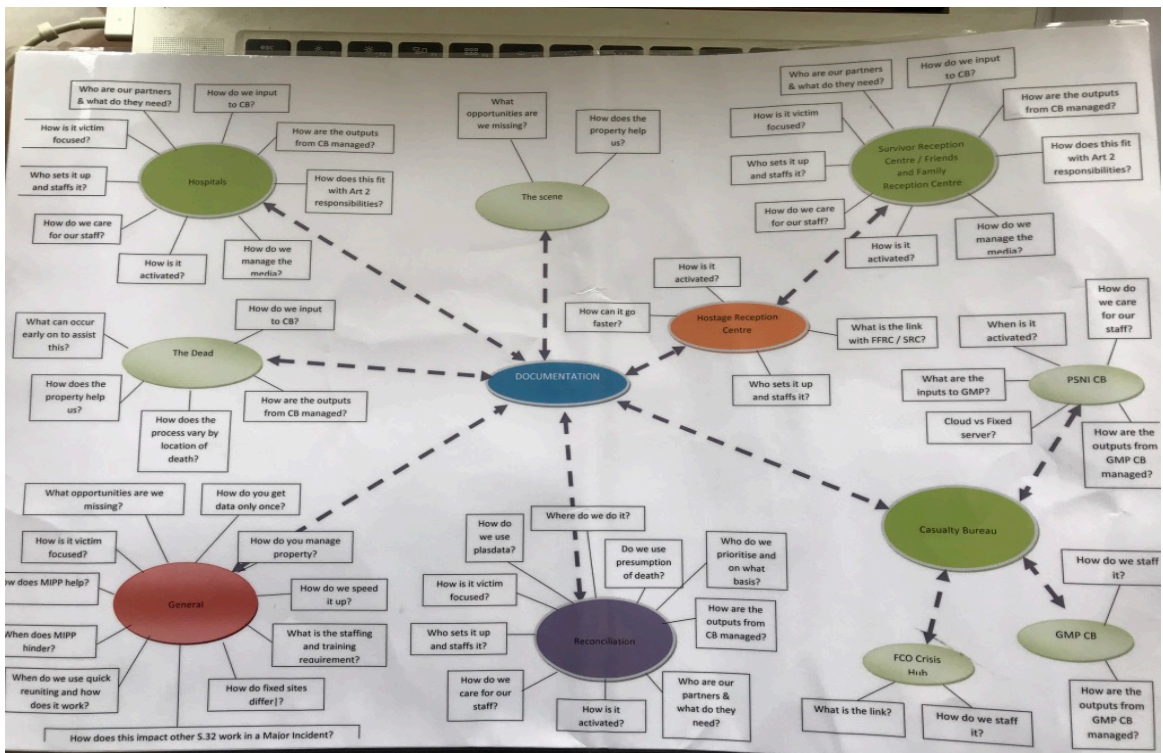 esc
Who are our partners
& what do they need?
How do we input
to CB?
How is it victim
focused?
How are the outputs
from CB managed?
Who sets it up
and staffs it?
Hospitals
How does this fit
with Art 2
responsibilities?
How do we care
for our staff?
How is it
activated?
How do we
manage the
media?
What
opportunities are
we missing?
How does the
property help
us?
The scene
Who are our partners
& what do they need?
How do we input
to CB?
How are the outputs
from CB managed?
How is it victim
focused?
Survivor Reception
Centre / Friends
and Family
Reception Centre
How does this fit
with Art 2
responsibilities?
Who sets it up
and staffs it?
How do we care
for our staff?
How is it
activated?
How do we
manage the
media?
How is it
activated?
How can it go
faster?
Hostage Reception
Centre
What is the link
with FFRC / SRC?
Who sets it up
and staffs it?
What can occur
early on to assist
this?
How do we input
to CB?
The Dead
How does the
property help
us?
How does the
process vary by
location of
death?
How are the outputs
from CB managed?
DOCUMENTATION
How do
we care
for our
staff?
When is it
activated?
What are the
inputs to GMP?
PSNI CB
Cloud vs Fixed
server?
How are the
outputs from
GMP CB
managed?
Casualty Bureau
What opportunities are we
missing?
How do you get
data only once?
How is it victim
focused?
How do you manage
property?
ow does MIPP help?
General
How do we speed
it up?
When does MIPP
hinder?
What is the staffing
and training
requirement?
When do we use quick
reuniting and how
does it work?
How do fixed sites
differ|?
How does this impact other S.32 work in a Major Incident?
How do
we use
plasdata?
Where do we do it?
Do we use
presumption
of death?
Who do we
prioritise and
on what
basis?
How is it victim
focused?
Who sets it up
and staffs it?
Reconciliation
How are the
outputs from
CB managed?
How do we
care for our
staff?
How is it
activated?
Who are our
partners &
what do they
need?
How do we staff
it?
GMP CB
FCO Crisis
Hub
What is the link?
How do we staff
it?
How are the
outputs from
GMP CB
managed?